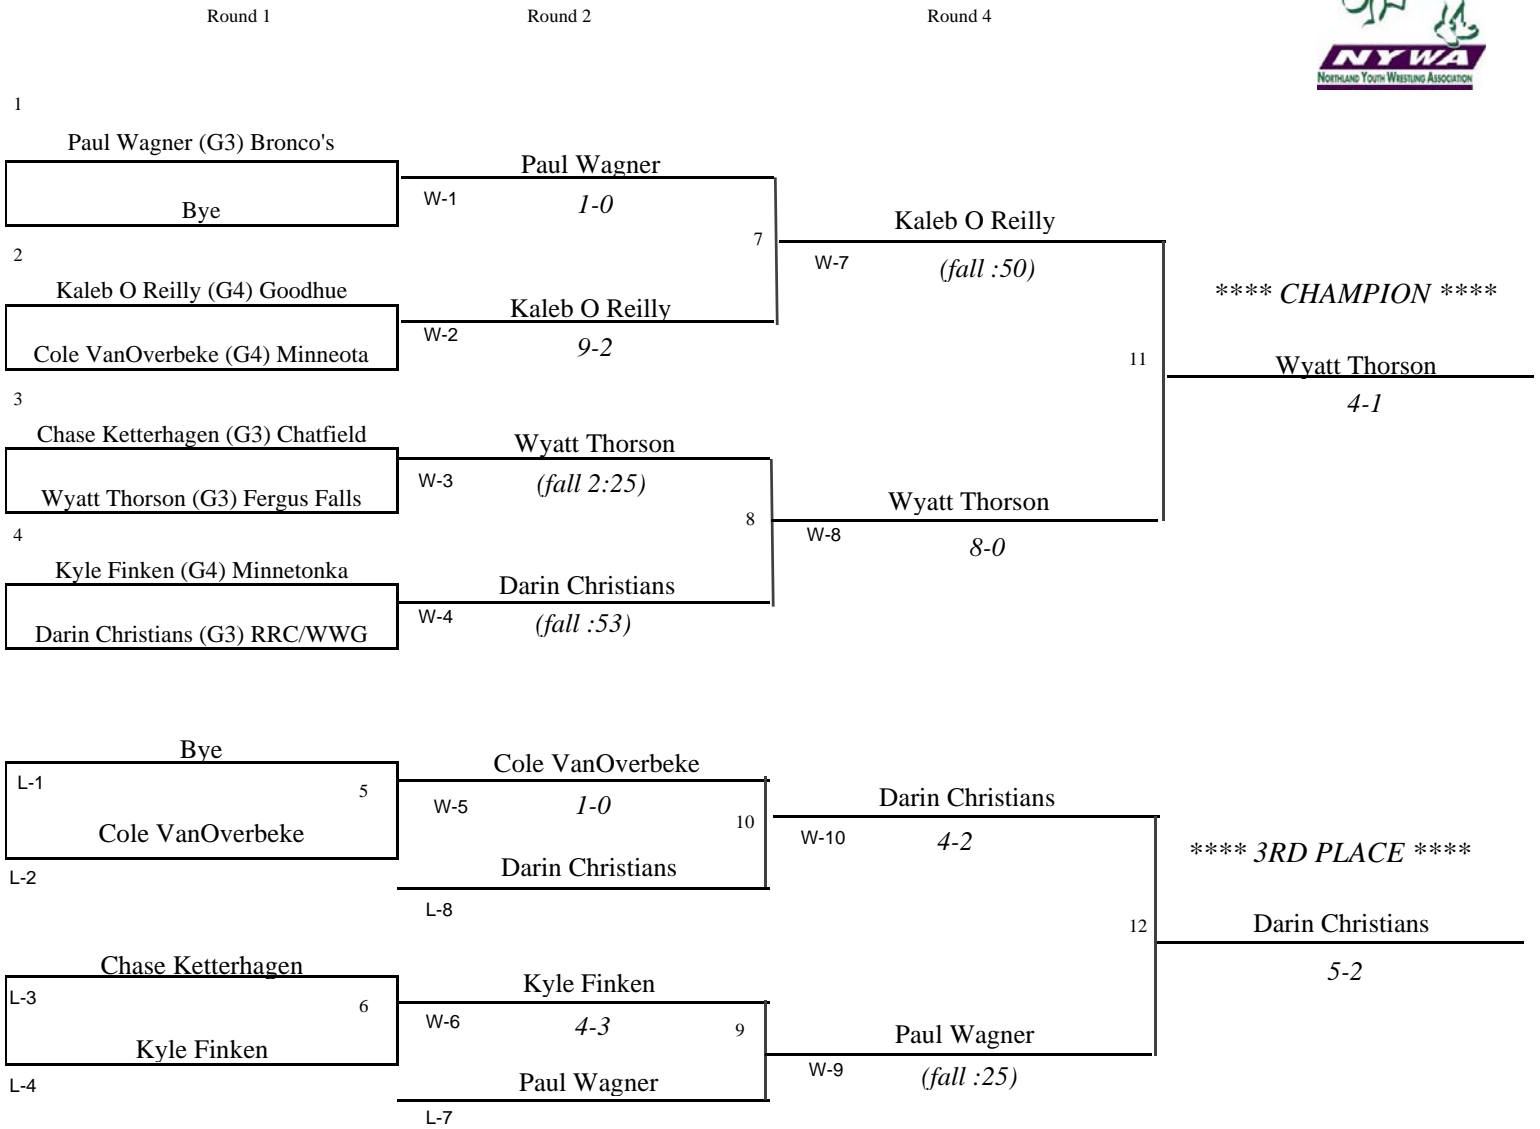 Round 1
Round 2
Round 4
NYWA
NORTHLAND YOUTH WRESTLING ASSOCIATION
1
Paul Wagner (G3) Bronco's
Bye
Paul Wagner
W-1
1-0
2
Kaleb O Reilly (G4) Goodhue
Cole VanOverbeke (G4) Minneota
Kaleb O Reilly
W-2
9-2
7
Kaleb O Reilly
W-7
(fall :50)
3
Chase Ketterhagen (G3) Chatfield
Wyatt Thorson (G3) Fergus Falls
Wyatt Thorson
W-3
(fall 2:25)
4
Kyle Finken (G4) Minnetonka
Darin Christians (G3) RRC/WWG
Darin Christians
W-4
(fall :53)
8
Wyatt Thorson
W-8
8-0
11
**** CHAMPION ****
Wyatt Thorson
4-1
Bye
L-1
5
Cole VanOverbeke
L-2
Cole VanOverbeke
W-5
1-0
10
Darin Christians
L-8
Darin Christians
W-10
4-2
Chase Ketterhagen
L-3
6
Kyle Finken
L-4
Kyle Finken
W-6
4-3
9
Paul Wagner
L-7
Paul Wagner
W-9
(fall :25)
12
**** 3RD PLACE ****
Darin Christians
5-2